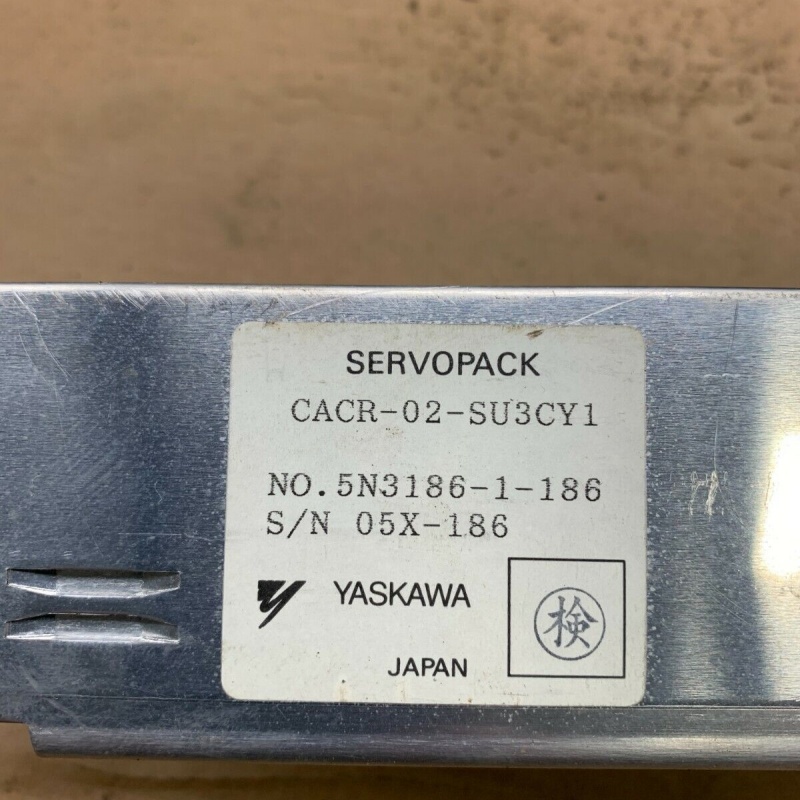 SERVOPACK
CACR-02-SU3CY1
NO.5N3186-1-186
S/N 05X-186
YASKAWA
検
JAPAN